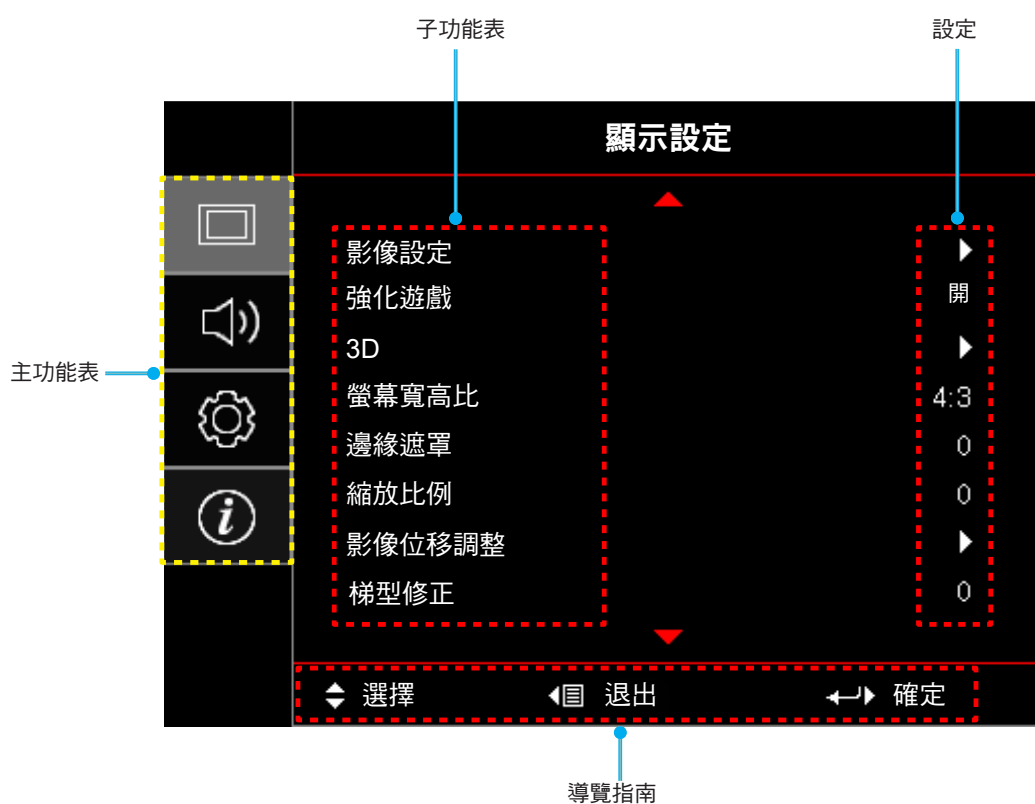 子功能表
設定
顯示設定
影像設定
強化遊戲 開
3D
主功能表
螢幕寬高比 4:3
邊緣遮罩 0
縮放比例 0
影像位移調整
梯型修正 0
選擇 退出 確定
導覽指南